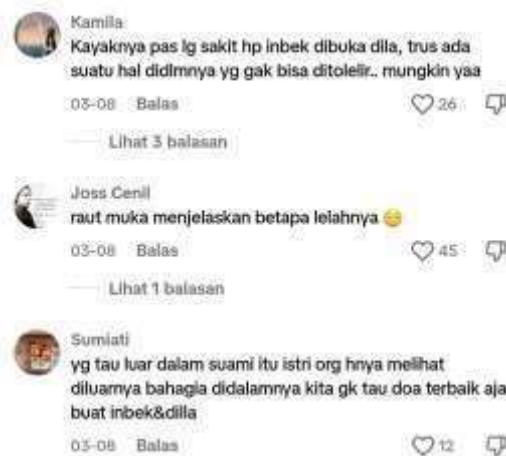 Kamila
Kayaknya pas lg sakit hp inbek dibuka dila, trus ada
suatu hal didlmnya yg gak bisa ditolelir.. mungkin yaa
03-08 Balas 26
Lihat 3 balasan
Joss Cenil
raut muka menjelaskan betapa lelahnya 😊
03-08 Balas 45
Lihat 1 balasan
Sumiati
yg tau luar dalam suami itu istri org hnya melihat
diluarnya bahagia didalamnya kita gk tau doa terbaik aja
buat inbek&dilla
03-08 Balas 12